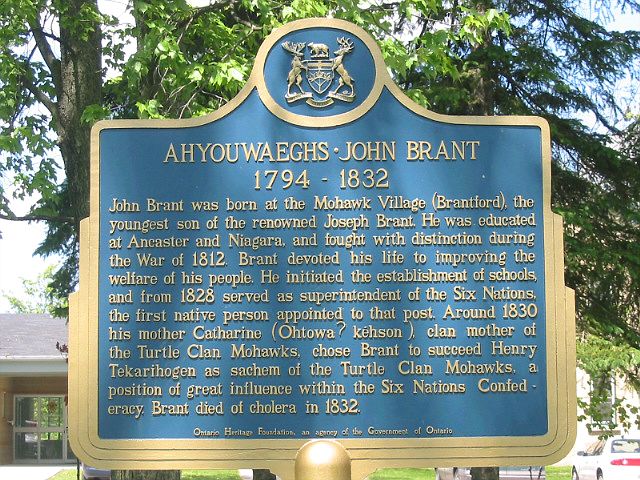 AHYOUWAEGHS · JOHN BRANT
1794 - 1832
John Brant was born at the Mohawk Village (Brantford), the
youngest son of the renowned Joseph Brant. He was educated
at Ancaster and Niagara, and fought with distinction during
the War of 1812. Brant devoted his life to improving the
welfare of his people. He initiated the establishment of schools,
and from 1828 served as superintendent of the Six Nations,
the first native person appointed to that post. Around 1830
his mother Catharine (Ohtowaʔkéhson), clan mother of
the Turtle Clan Mohawks, chose Brant to succeed Henry
Tekarihogen as sachem of the Turtle Clan Mohawks, a
position of great influence within the Six Nations Confed-
eracy. Brant died of cholera in 1832.
Ontario Heritage Foundation, an agency of the Government of Ontario